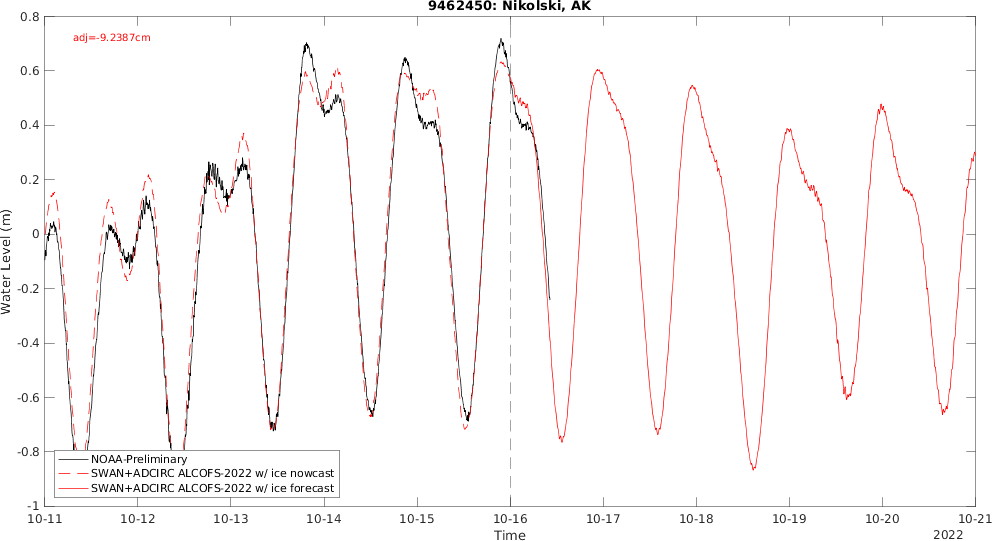 9462450: Nikolski, AK
adj=-9.2387cm
0.8
0.6
0.4
0.2
0
-0.2
-0.4
-0.6
-0.8
-1
Water Level (m)
NOAA-Preliminary
SWAN+ADCIRC ALCOFS-2022 w/ ice nowcast
SWAN+ADCIRC ALCOFS-2022 w/ ice forecast
10-11 10-12 10-13 10-14 10-15 10-16 10-17 10-18 10-19 10-20 10-21
Time
2022